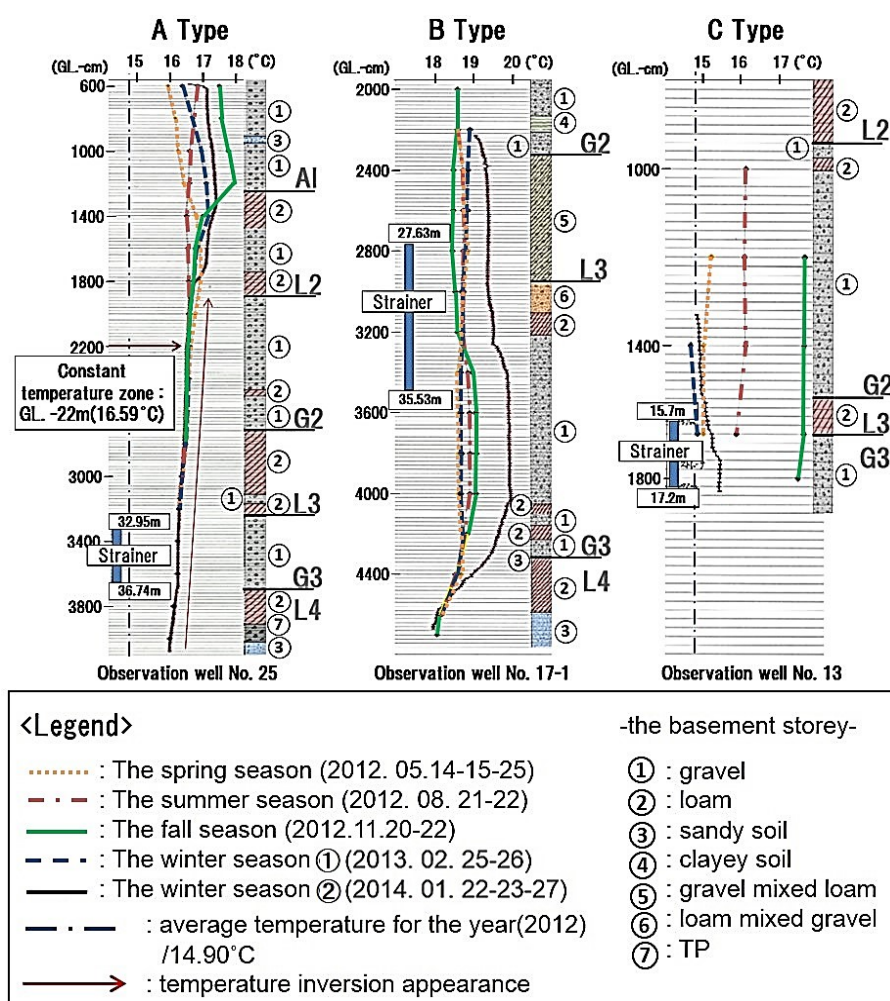 A Type
15 16 17 18 (°C)
(GL.-cm)
600
1000
1400
1800
2200
3000
3400
3800
① ③ ① ② ① ② ① ② ① ② ① ② ① ② ⑦ ③
Al
L2
G2
L3
G3
L4
Constant
temperature zone :
GL. -22m(16.59°C)
32.95m
Strainer
36.74m
Observation well No. 25
B Type
18 19 20 (°C)
(GL.-cm)
2000
2400
2800
3200
3600
4000
4400
① ④ ① ⑤ ⑥ ② ① ② ① ② ① ③ ② ③
G2
L3
G3
L4
27.63m
Strainer
35.53m
Observation well No. 17-1
C Type
15 16 17 (°C)
(GL.-cm)
1000
1400
1800
② ① ② ① ② ①
L2
G2
L3
G3
15.7m
Strainer
17.2m
Observation well No. 13
<Legend>
: The spring season (2012. 05.14-15-25)
: The summer season (2012. 08. 21-22)
: The fall season (2012.11.20-22)
: The winter season ① (2013. 02. 25-26)
: The winter season ② (2014. 01. 22-23-27)
: average temperature for the year(2012)
/14.90°C
: temperature inversion appearance
-the basement storey-
① : gravel
② : loam
③ : sandy soil
④ : clayey soil
⑤ : gravel mixed loam
⑥ : loam mixed gravel
⑦ : TP